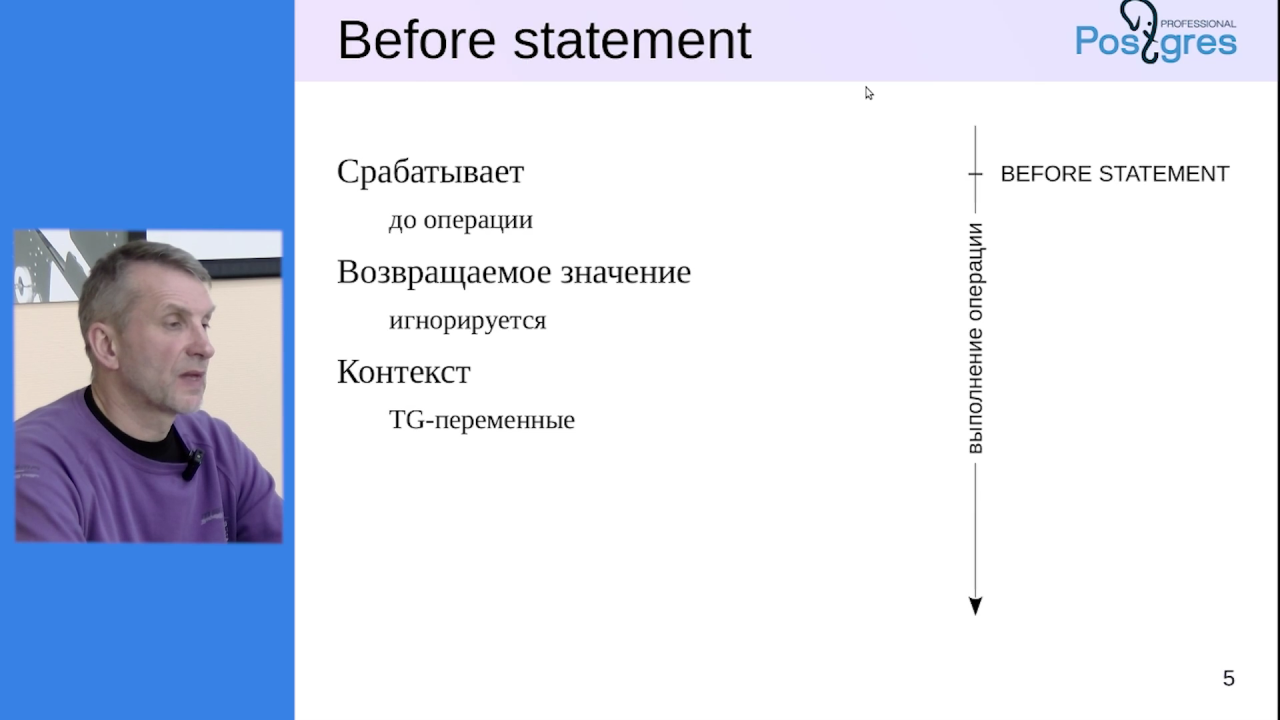 Before statement
PROFESSIONAL
Postgres
Срабатывает
до операции
Возвращаемое значение
игнорируется
Контекст
TG-переменные
BEFORE STATEMENT
выполнение операции
5